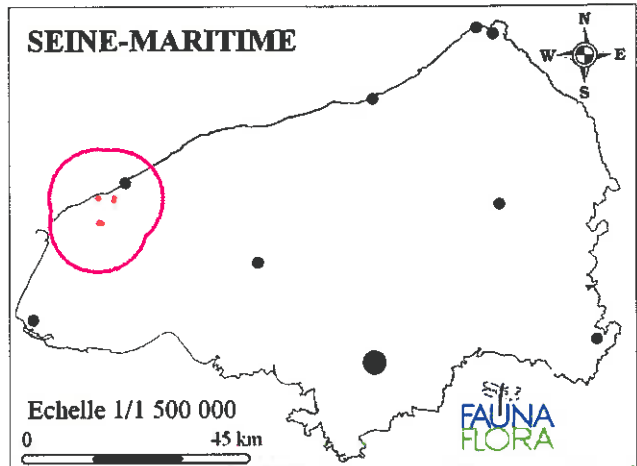 SEINE-MARITIME
N
W E
S
Echelle 1/1 500 000
0 45 km
FAUNA
FLORA